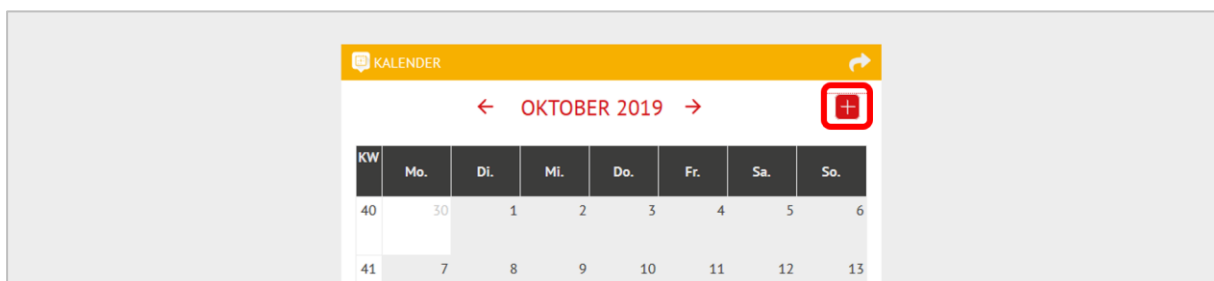 KALENDER
← OKTOBER 2019 →
KW Mo. Di. Mi. Do. Fr. Sa. So.
40 30 1 2 3 4 5 6
41 7 8 9 10 11 12 13